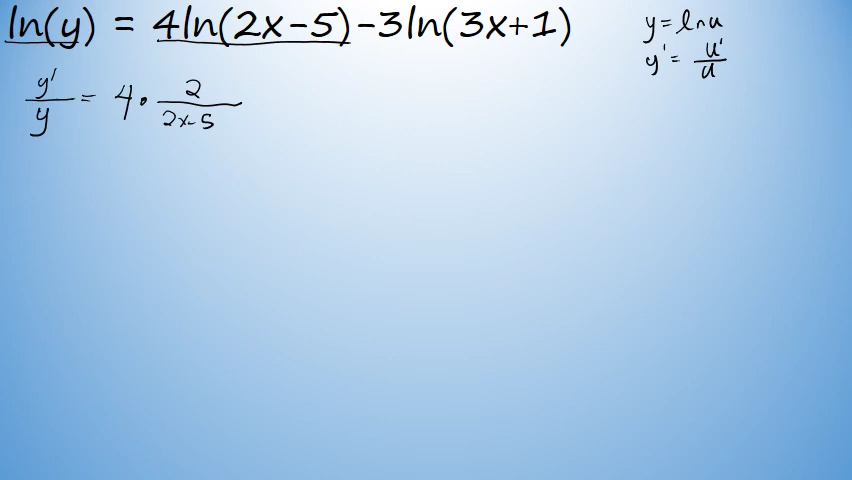 ln(y) = 4ln(2x-5)-3ln(3x+1)
y = ln u
y' = u'/u
y'/y = 4 • 2/(2x-5)